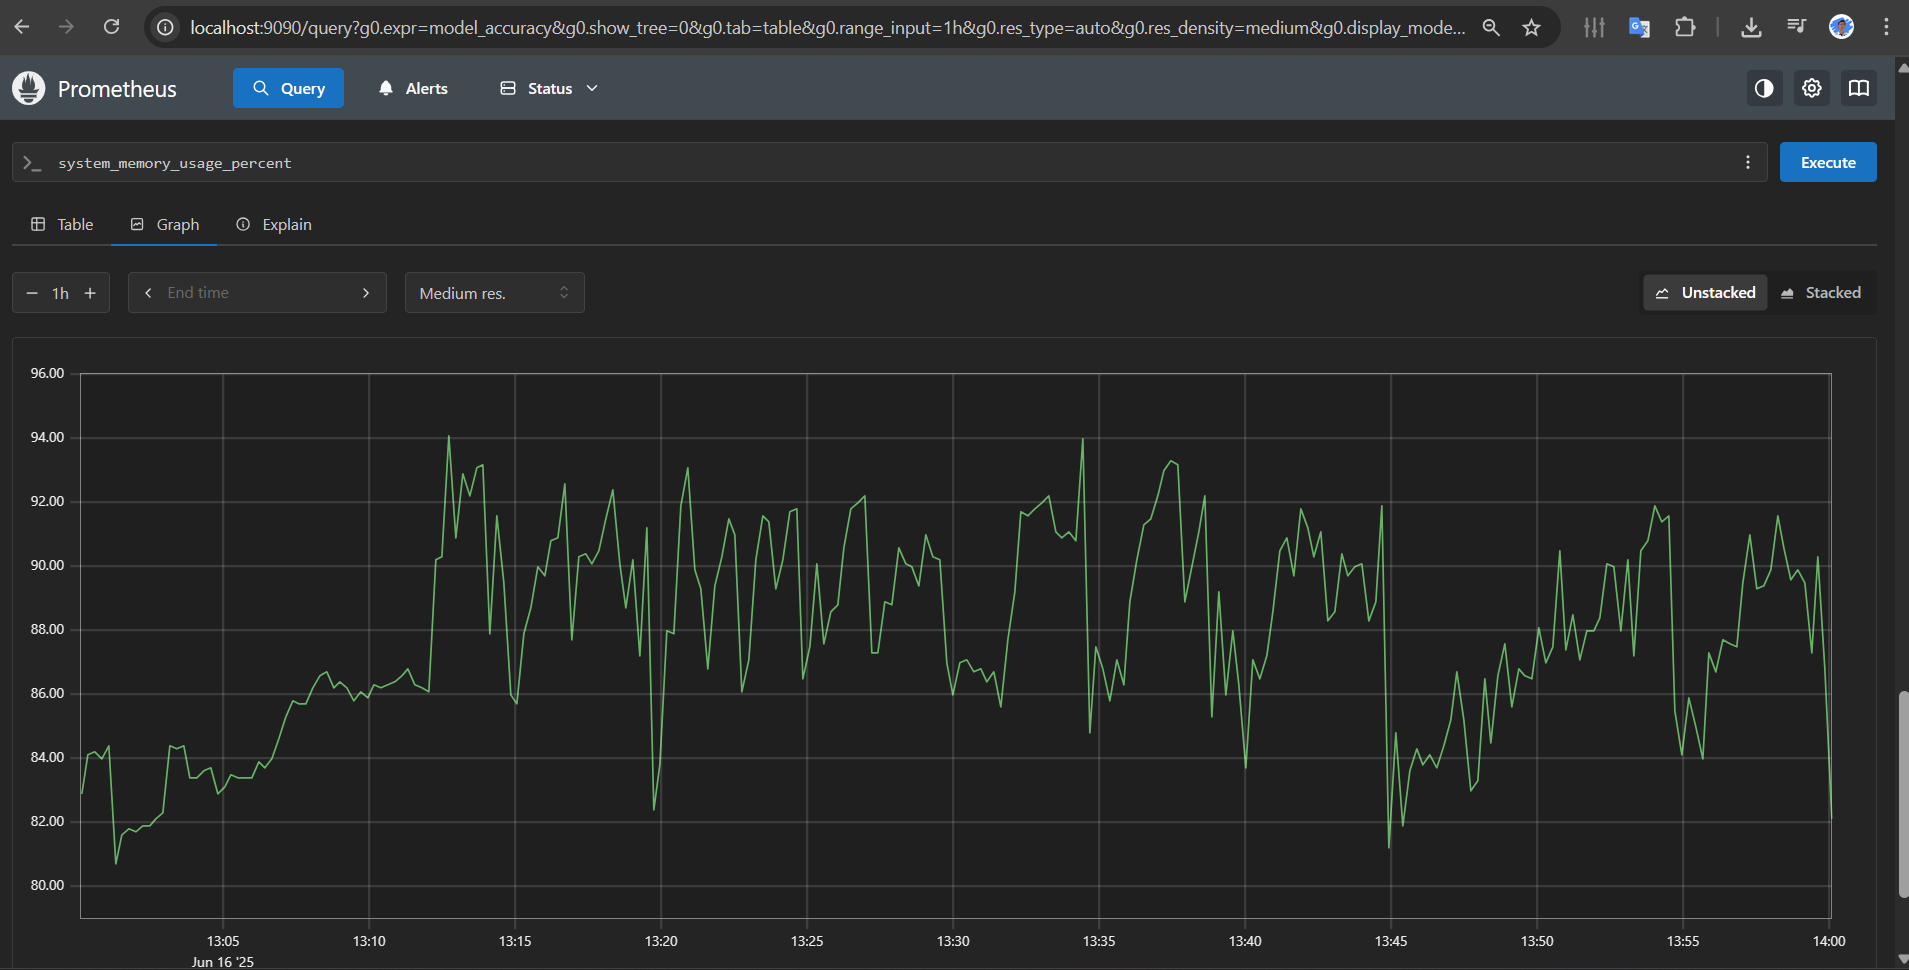 localhost:9090/query?g0.expr=model_accuracy&g0.show_tree=0&g0.tab=table&g0.range_input=1h&g0.res_type=auto&g0.res_density=medium&g0.display_mode...
Prometheus Query Alerts Status
>_ system_memory_usage_percent Execute
Table Graph Explain
− 1h + End time Medium res. Unstacked Stacked
96.00
94.00
92.00
90.00
88.00
86.00
84.00
82.00
80.00
13:05 13:10 13:15 13:20 13:25 13:30 13:35 13:40 13:45 13:50 13:55 14:00
Jun 16 '25